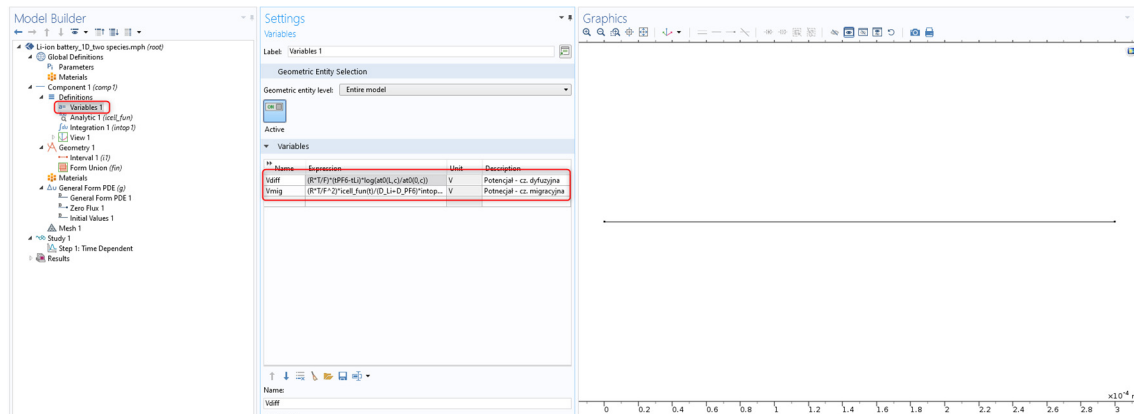 Model Builder
Li-ion battery_1D_two species.mph (root)
Global Definitions
Pi Parameters
Materials
Component 1 (comp1)
Definitions
a= Variables 1
Analytic 1 (icell_fun)
∫du Integration 1 (intop1)
View 1
Geometry 1
Interval 1 (i1)
Form Union (fin)
Materials
Δu General Form PDE (g)
General Form PDE 1
Zero Flux 1
Initial Values 1
Mesh 1
Study 1
Step 1: Time Dependent
Results
Settings
Variables
Label: Variables 1
Geometric Entity Selection
Geometric entity level: Entire model
Active
Variables
Name Expression Unit Description
Vdiff (R*T/F)*(tPF6-tLi)*log(at0(L,c)/at0(0,c)) V Potencjał - cz. dyfuzyjna
Vmig (R*T/F^2)*icell_fun(t)/(D_Li+D_PF6)*intop... V Potnecjał - cz. migracyjna
Name:
Vdiff
Graphics
0 0.2 0.4 0.6 0.8 1 1.2 1.4 1.6 1.8 2 2.2 2.4 2.6 2.8 3
×10⁻⁴ m